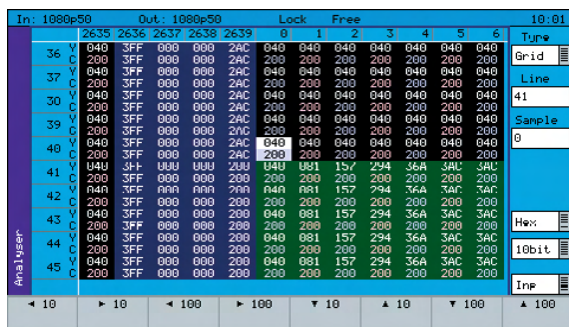 In: 1080p50 Out: 1080p50 Lock Free 10:01
2635 2636 2637 2638 2639 0 1 2 3 4 5 6 Type
36 Y 040 3FF 000 000 2AC 040 040 040 040 040 040 040 Grid
C 200 3FF 000 000 2AC 200 200 200 200 200 200 200
37 Y 040 3FF 000 000 2AC 040 040 040 040 040 040 040 Line
C 200 3FF 000 000 2AC 200 200 200 200 200 200 200 41
30 Y 040 3FF 000 000 2AC 040 040 040 040 040 040 040
C 200 3FF 000 000 2AC 200 200 200 200 200 200 200 Sample
39 Y 040 3FF 000 000 2AC 040 040 040 040 040 040 040 0
C 200 3FF 000 000 2AC 200 200 200 200 200 200 200
40 Y 040 3FF 000 000 2AC 040 040 040 040 040 040 040
C 200 3FF 000 000 2AC 200 200 200 200 200 200 200
41 Y 040 3FF 000 000 200 040 081 157 294 36A 3AC 3AC
C 200 3FF 000 000 200 200 200 200 200 200 200 200
42 Y 040 3FF 000 000 200 040 081 157 294 36A 3AC 3AC
C 200 3FF 000 000 200 200 200 200 200 200 200 200
43 Y 040 3FF 000 000 200 040 081 157 294 36A 3AC 3AC Hex
C 200 3FF 000 000 200 200 200 200 200 200 200 200
44 Y 040 3FF 000 000 200 040 081 157 294 36A 3AC 3AC 10bit
C 200 3FF 000 000 200 200 200 200 200 200 200 200
45 Y 040 3FF 000 000 200 040 081 157 294 36A 3AC 3AC
C 200 3FF 000 000 200 200 200 200 200 200 200 200 Inp
Analyser
◄ 10 ► 10 ◄ 100 ► 100 ▼ 10 ▲ 10 ▼ 100 ▲ 100